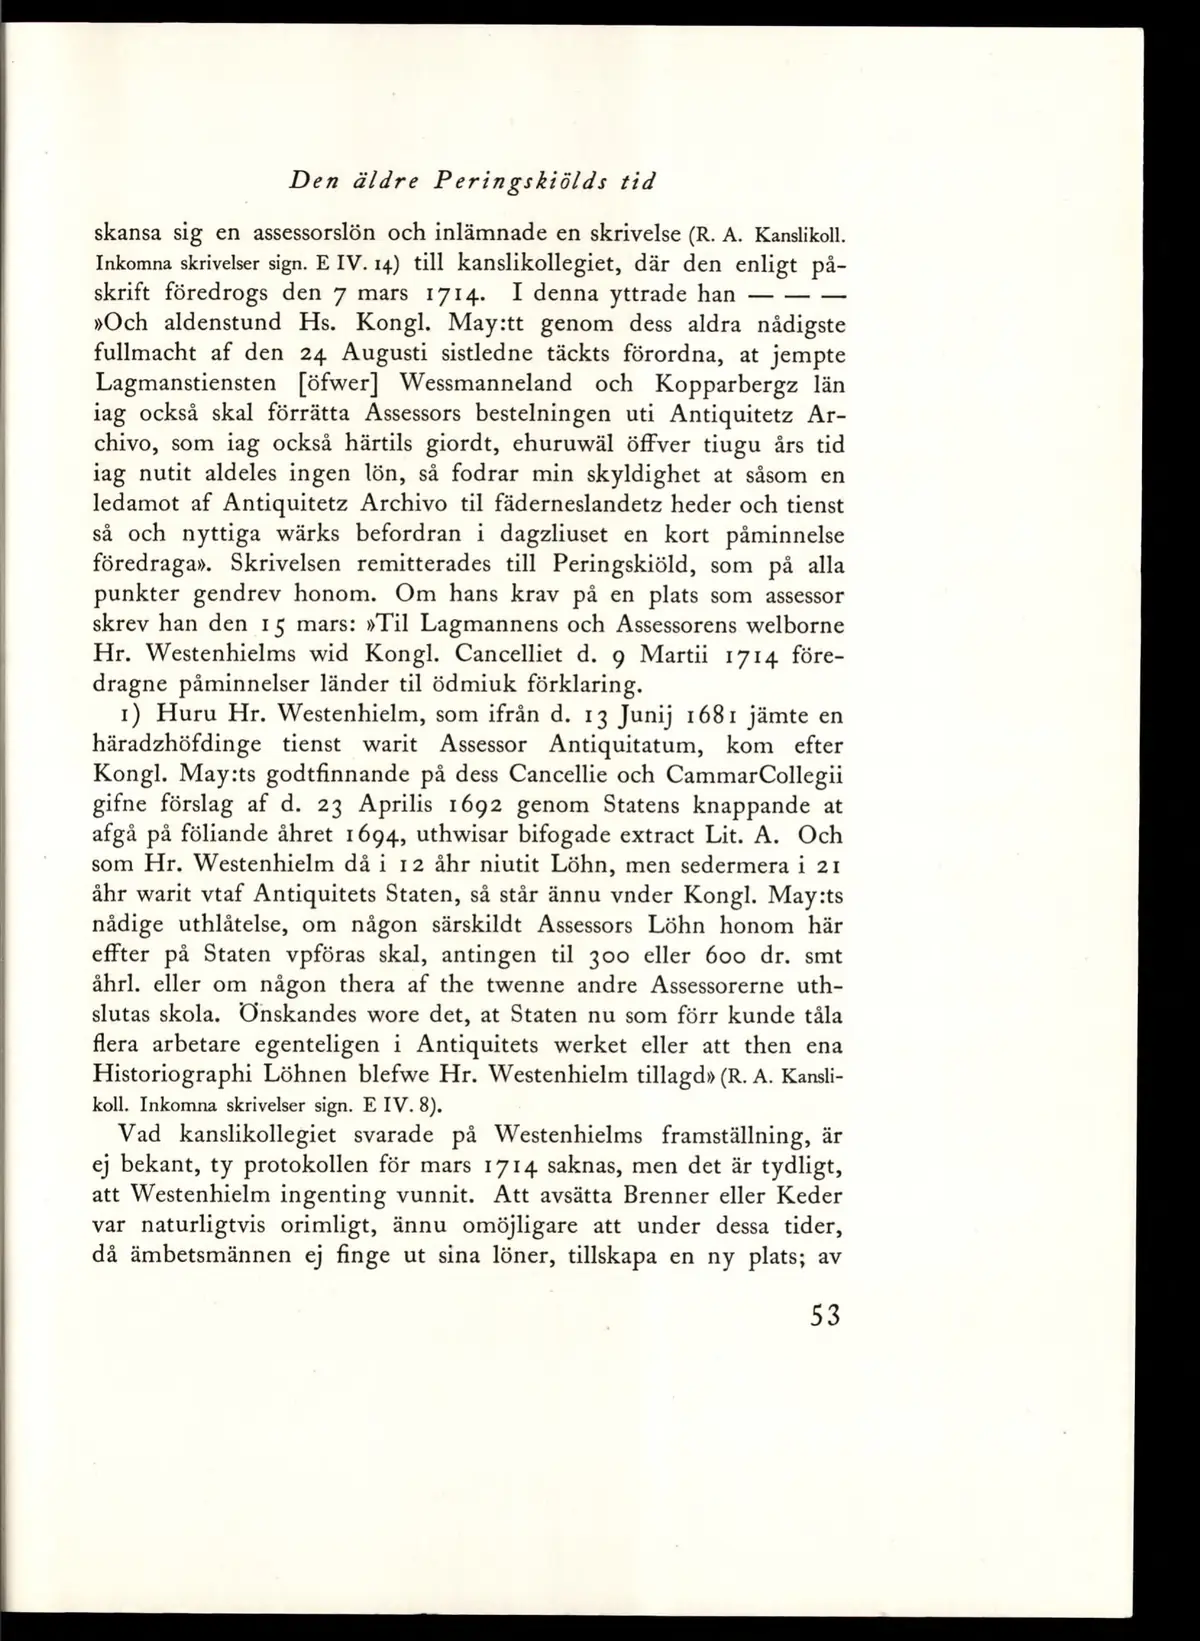 Den äldre Peringskiölds tid
skansa sig en assessorslön och inlämnade en skrivelse (R. A. Kanslikoll.
Inkomna skrivelser sign. E IV. 14) till kanslikollegiet, där den enligt på-
skrift föredrogs den 7 mars 1714. I denna yttrade han — — —
»Och aldenstund Hs. Kongl. May:tt genom dess aldra nådigste
fullmacht af den 24 Augusti sistledne täckts förordna, at jempte
Lagmanstiensten [öfwer] Wessmanneland och Kopparbergz län
iag också skal förrätta Assessors bestelningen uti Antiquitetz Ar-
chivo, som iag också härtils giordt, ehuruwäl öffver tiugu års tid
iag nutit aldeles ingen lön, så fodrar min skyldighet at såsom en
ledamot af Antiquitetz Archivo til fäderneslandetz heder och tienst
så och nyttiga wärks befordran i dagzliuset en kort påminnelse
föredraga». Skrivelsen remitterades till Peringskiöld, som på alla
punkter gendrev honom. Om hans krav på en plats som assessor
skrev han den 15 mars: »Til Lagmannens och Assessorens welborne
Hr. Westenhielms wid Kongl. Cancelliet d. 9 Martii 1714 före-
dragne påminnelser länder til ödmiuk förklaring.
1) Huru Hr. Westenhielm, som ifrån d. 13 Junij 1681 jämte en
häradzhöfdinge tienst warit Assessor Antiquitatum, kom efter
Kongl. May:ts godtfinnande på dess Cancellie och CammarCollegii
gifne förslag af d. 23 Aprilis 1692 genom Statens knappande at
afgå på föliande åhret 1694, uthwisar bifogade extract Lit. A. Och
som Hr. Westenhielm då i 12 åhr niutit Löhn, men sedermera i 21
åhr warit vtaf Antiquitets Staten, så står ännu vnder Kongl. May:ts
nådige uthlåtelse, om någon särskildt Assessors Löhn honom här
effter på Staten vpföras skal, antingen til 300 eller 600 dr. smt
åhrl. eller om någon thera af the twenne andre Assessorerne uth-
slutas skola. Önskandes wore det, at Staten nu som förr kunde tåla
flera arbetare egenteligen i Antiquitets werket eller att then ena
Historiographi Löhnen blefwe Hr. Westenhielm tillagd» (R. A. Kansli-
koll. Inkomna skrivelser sign. E IV. 8).
Vad kanslikollegiet svarade på Westenhielms framställning, är
ej bekant, ty protokollen för mars 1714 saknas, men det är tydligt,
att Westenhielm ingenting vunnit. Att avsätta Brenner eller Keder
var naturligtvis orimligt, ännu omöjligare att under dessa tider,
då ämbetsmännen ej finge ut sina löner, tillskapa en ny plats; av
53